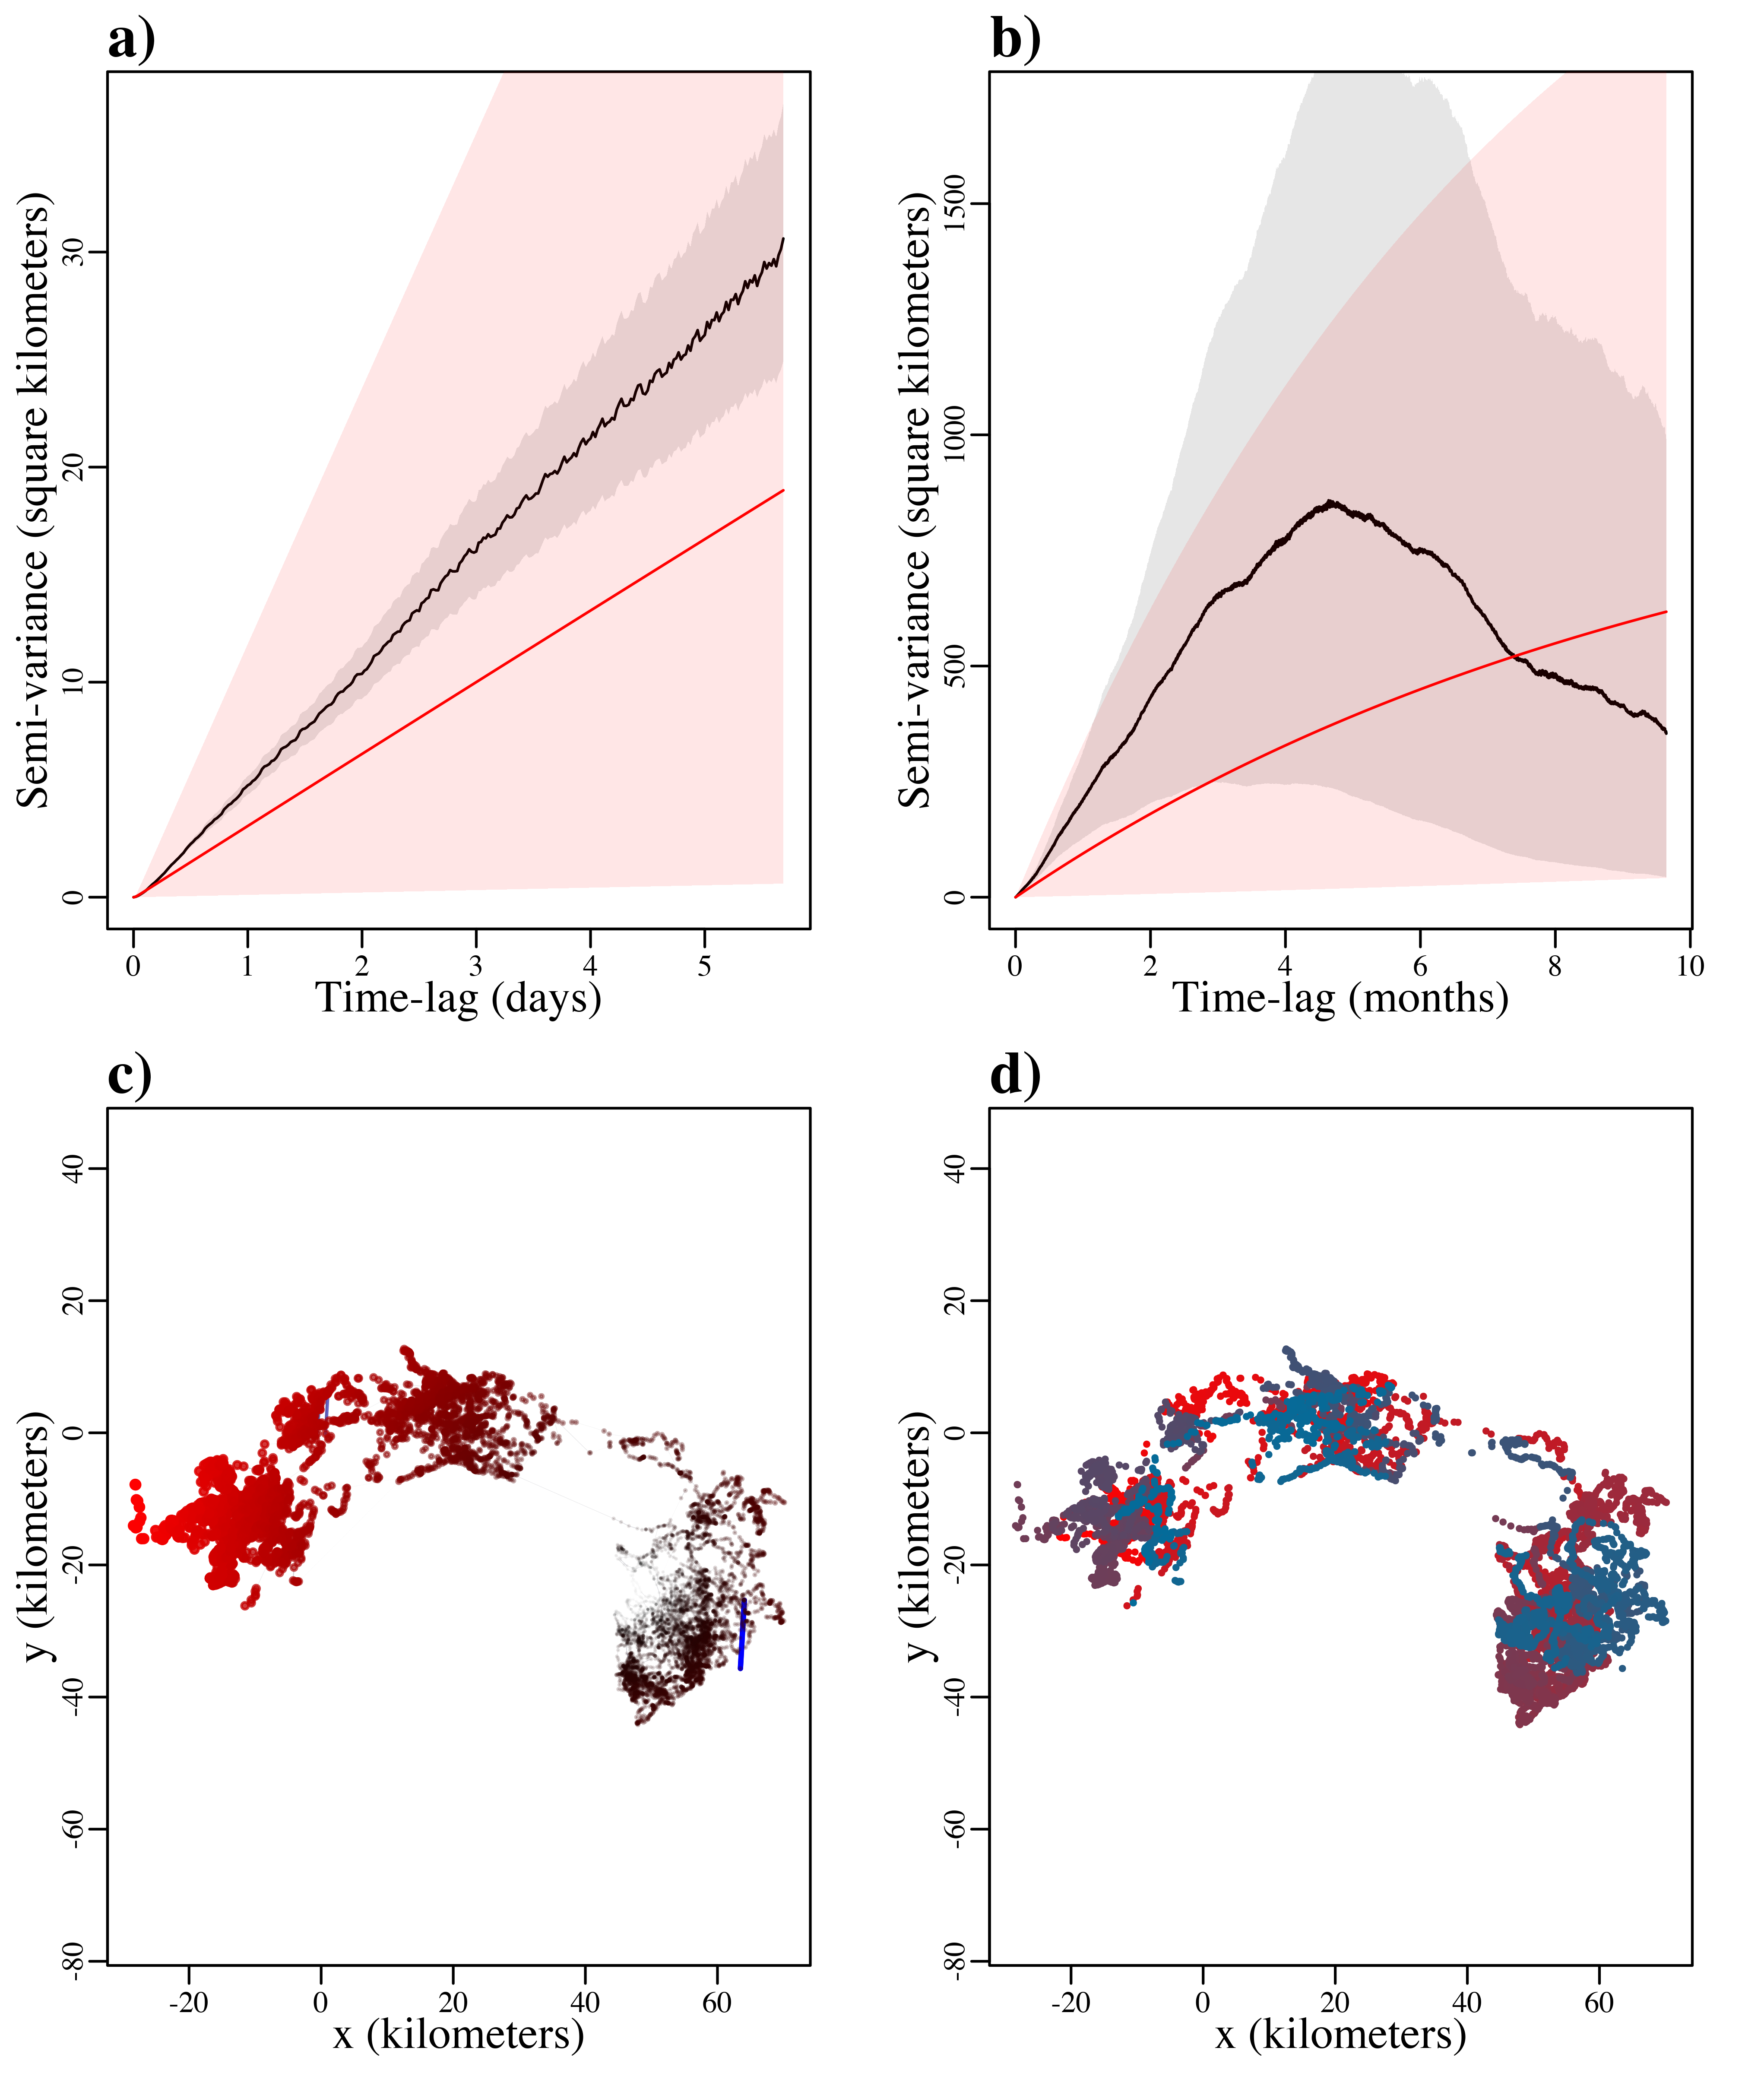 a)
Semi-variance (square kilometers)
0 10 20 30
0 1 2 3 4 5
Time-lag (days)
b)
Semi-variance (square kilometers)
0 500 1000 1500
0 2 4 6 8 10
Time-lag (months)
c)
y (kilometers)
-80 -60 -40 -20 0 20 40
-20 0 20 40 60
x (kilometers)
d)
y (kilometers)
-80 -60 -40 -20 0 20 40
-20 0 20 40 60
x (kilometers)